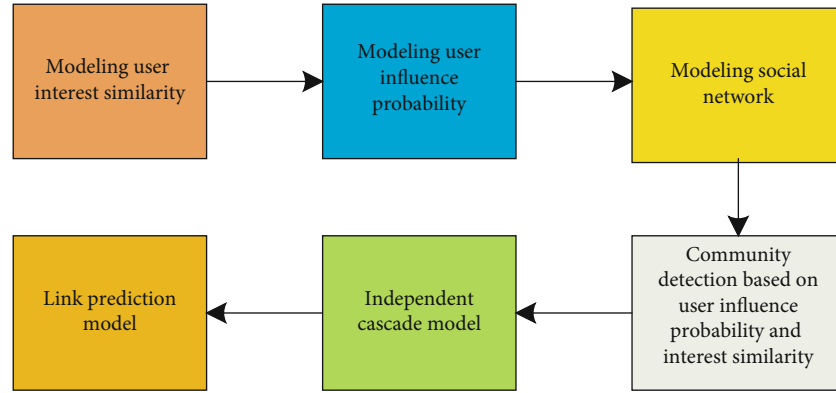 Modeling user
interest similarity
Modeling user
influence
probability
Modeling social
network
Link prediction
model
Independent
cascade model
Community
detection based on
user influence
probability and
interest similarity